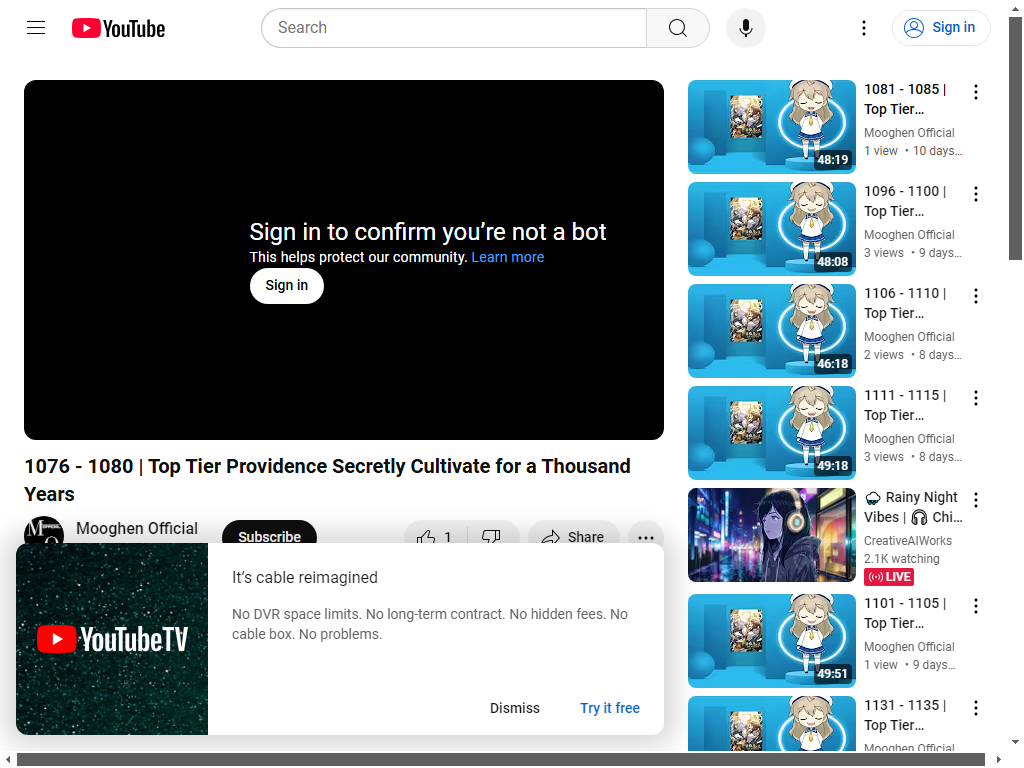 YouTube
Search
Sign in
Sign in to confirm you’re not a bot
This helps protect our community. Learn more
Sign in
1076 - 1080 | Top Tier Providence Secretly Cultivate for a Thousand
Years
Mooghen Official
Subscribe
1
Share
YouTubeTV
It’s cable reimagined
No DVR space limits. No long-term contract. No hidden fees. No
cable box. No problems.
Dismiss
Try it free
48:19
1081 - 1085 |
Top Tier…
Mooghen Official
1 view • 10 days…
48:08
1096 - 1100 |
Top Tier…
Mooghen Official
3 views • 9 days…
46:18
1106 - 1110 |
Top Tier…
Mooghen Official
2 views • 8 days…
49:18
1111 - 1115 |
Top Tier…
Mooghen Official
3 views • 8 days…
🌧️ Rainy Night
Vibes | 🎧 Chi…
CreativeAIWorks
2.1K watching
LIVE
49:51
1101 - 1105 |
Top Tier…
Mooghen Official
1 view • 9 days…
1131 - 1135 |
Top Tier…
Mooghen Official